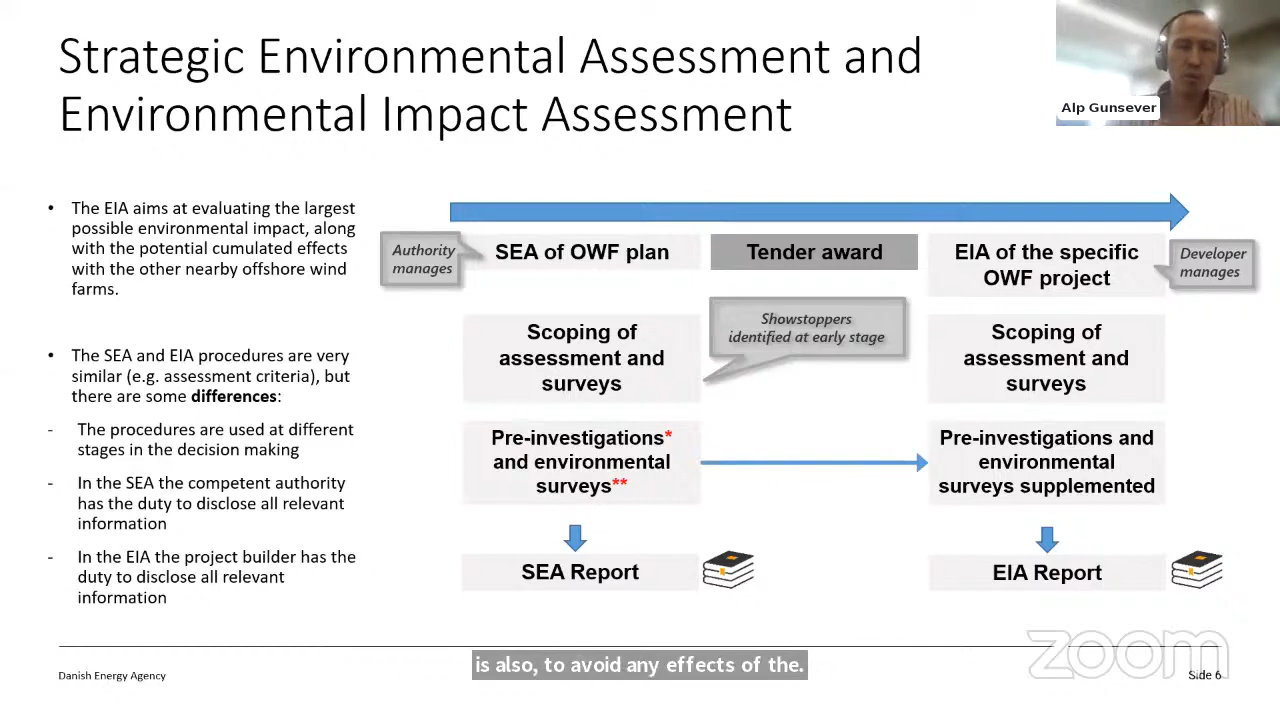 Strategic Environmental Assessment and
Environmental Impact Assessment
Alp Gunsever
• The EIA aims at evaluating the largest
possible environmental impact, along
with the potential cumulated effects
with the other nearby offshore wind
farms.
• The SEA and EIA procedures are very
similar (e.g. assessment criteria), but
there are some differences:
- The procedures are used at different
stages in the decision making
- In the SEA the competent authority
has the duty to disclose all relevant
information
- In the EIA the project builder has the
duty to disclose all relevant
information
Authority
manages
SEA of OWF plan
Tender award
EIA of the specific
OWF project
Developer
manages
Showstoppers
identified at early stage
Scoping of
assessment and
surveys
Scoping of
assessment and
surveys
Pre-investigations*
and environmental
surveys**
Pre-investigations and
environmental
surveys supplemented
SEA Report
EIA Report
zoom
is also, to avoid any effects of the.
Danish Energy Agency
Side 6